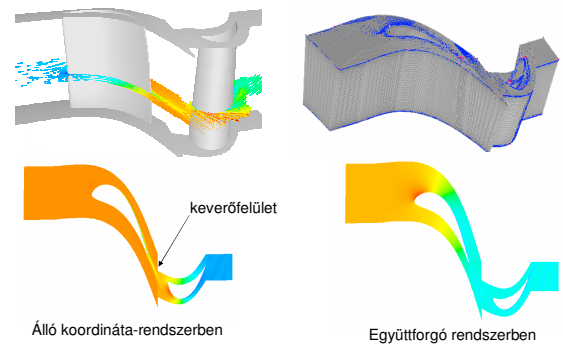 keverőfelület
Álló koordináta-rendszerben
Együttforgó rendszerben